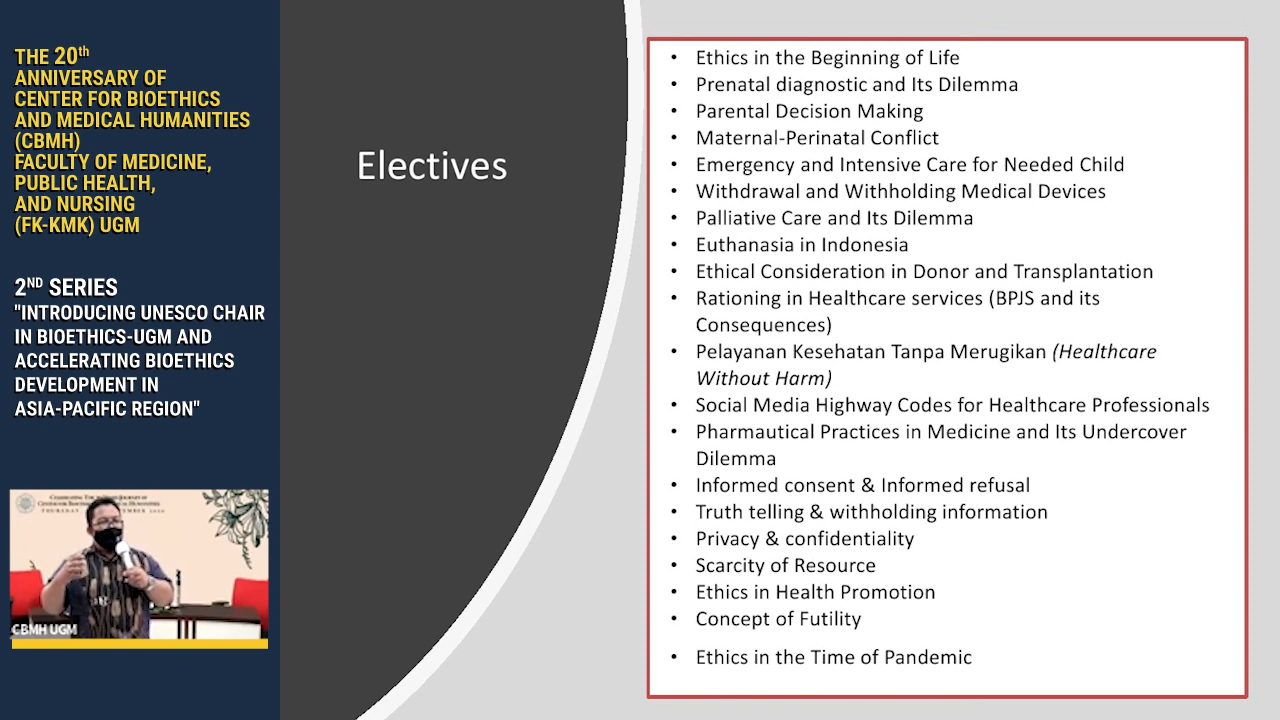 THE 20th
ANNIVERSARY OF
CENTER FOR BIOETHICS
AND MEDICAL HUMANITIES
(CBMH)
FACULTY OF MEDICINE,
PUBLIC HEALTH,
AND NURSING
(FK-KMK) UGM
2ND SERIES
"INTRODUCING UNESCO CHAIR
IN BIOETHICS-UGM AND
ACCELERATING BIOETHICS
DEVELOPMENT IN
ASIA-PACIFIC REGION"
CBMH UGM
Electives
• Ethics in the Beginning of Life
• Prenatal diagnostic and Its Dilemma
• Parental Decision Making
• Maternal-Perinatal Conflict
• Emergency and Intensive Care for Needed Child
• Withdrawal and Withholding Medical Devices
• Palliative Care and Its Dilemma
• Euthanasia in Indonesia
• Ethical Consideration in Donor and Transplantation
• Rationing in Healthcare services (BPJS and its
Consequences)
• Pelayanan Kesehatan Tanpa Merugikan (Healthcare
Without Harm)
• Social Media Highway Codes for Healthcare Professionals
• Pharmautical Practices in Medicine and Its Undercover
Dilemma
• Informed consent & Informed refusal
• Truth telling & withholding information
• Privacy & confidentiality
• Scarcity of Resource
• Ethics in Health Promotion
• Concept of Futility
• Ethics in the Time of Pandemic